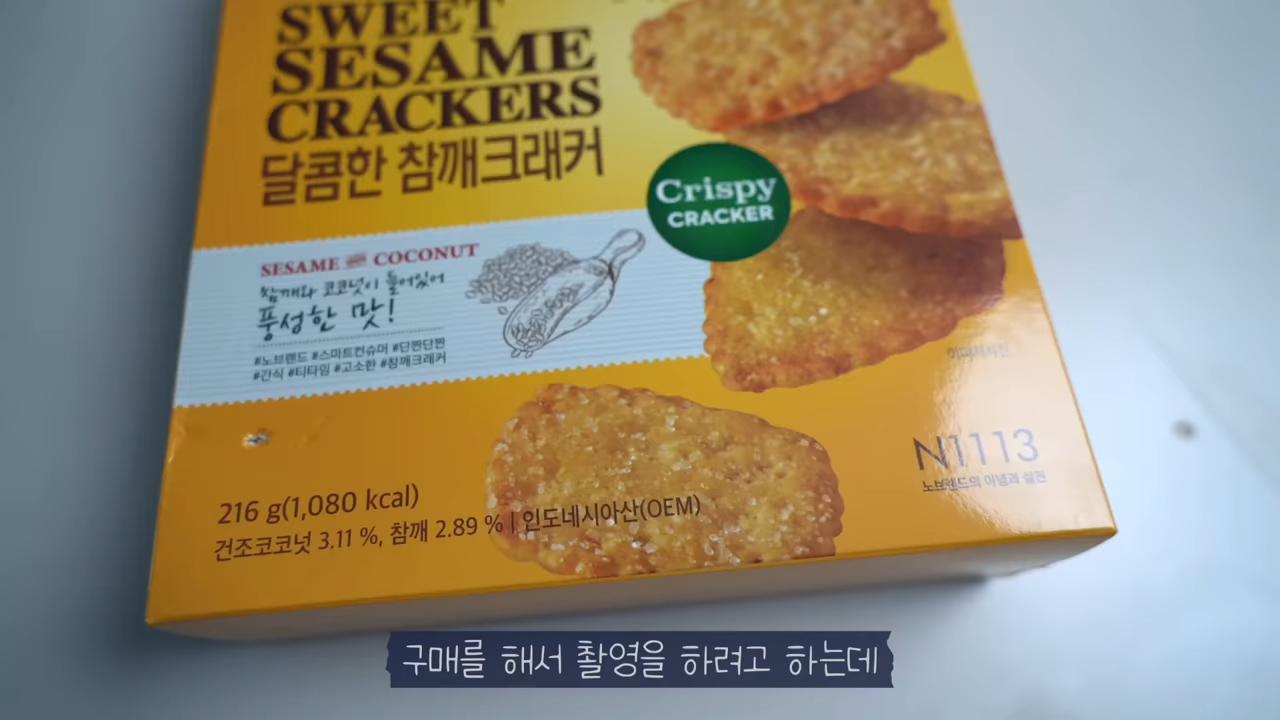 SWEET
SESAME
CRACKERS
달콤한 참깨크래커
Crispy
CRACKER
SESAME COCONUT
참깨와 코코넛이 들어있어
풍성한 맛!
#노브랜드 #스마트컨슈머 #단짠단짠
#간식 #티타임 #고소한 #참깨크래커
이미지사진
N1113
노브랜드의 이념과 실천
216 g(1,080 kcal)
건조코코넛 3.11 %, 참깨 2.89 % | 인도네시아산(OEM)
구매를 해서 촬영을 하려고 하는데